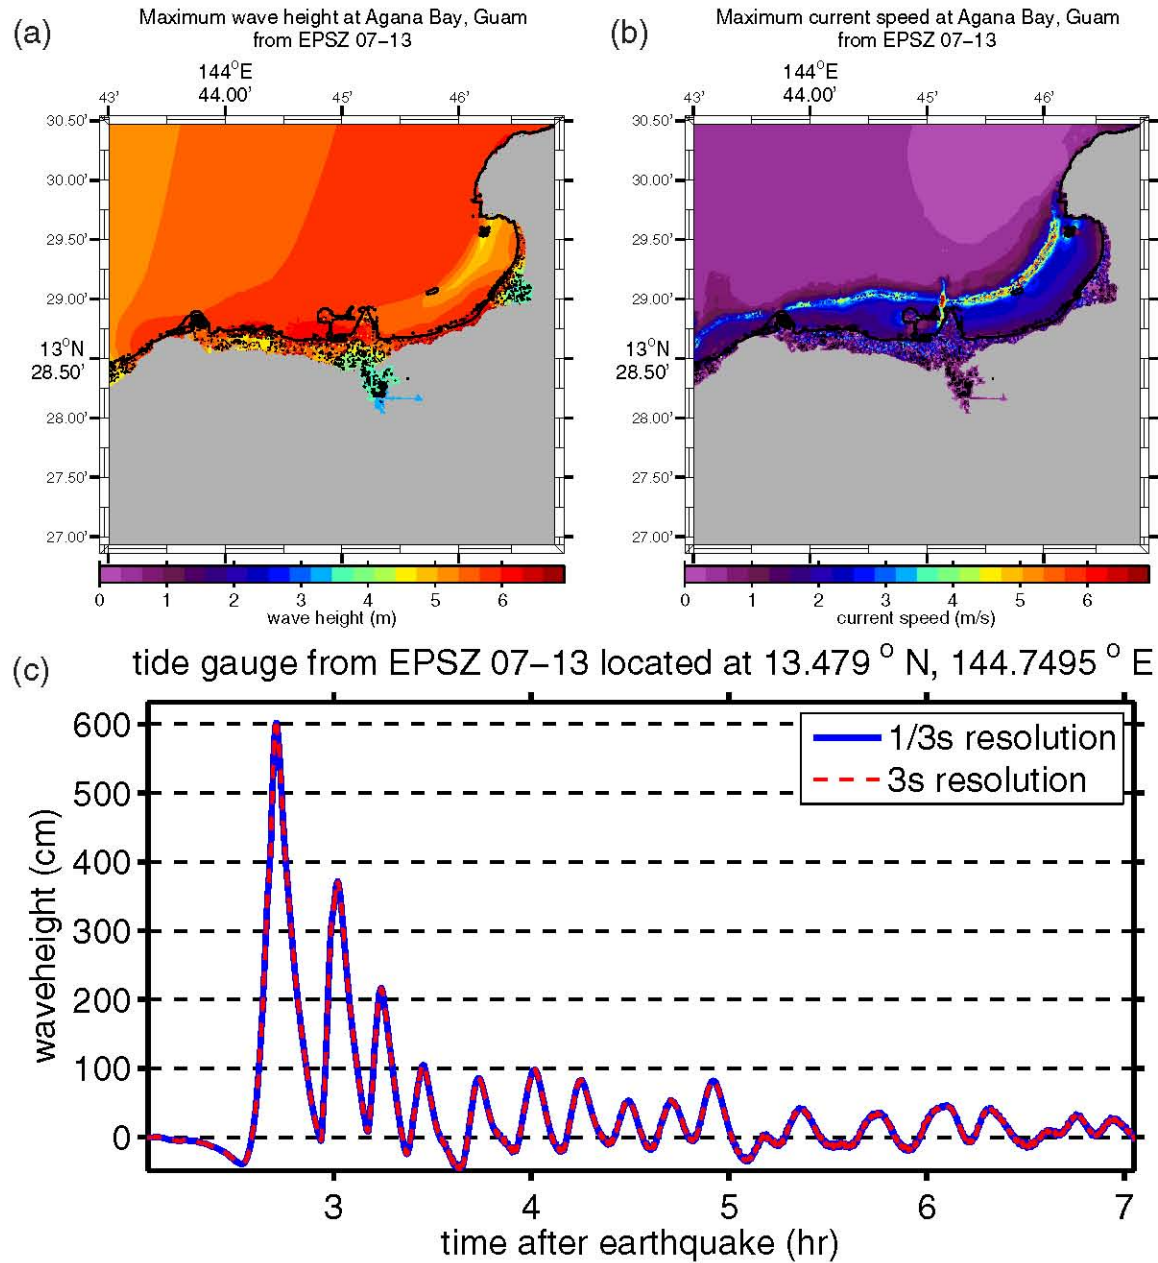 (a)
Maximum wave height at Agana Bay, Guam
from EPSZ 07–13
144°E
43' 44.00' 45' 46'
30.50'
30.00'
29.50'
29.00'
13°N
28.50'
28.00'
27.50'
27.00'
0 1 2 3 4 5 6
wave height (m)
(b)
Maximum current speed at Agana Bay, Guam
from EPSZ 07–13
144°E
43' 44.00' 45' 46'
30.50'
30.00'
29.50'
29.00'
13°N
28.50'
28.00'
27.50'
27.00'
0 1 2 3 4 5 6
current speed (m/s)
(c)
tide gauge from EPSZ 07–13 located at 13.479 ° N, 144.7495 ° E
1/3s resolution
3s resolution
waveheight (cm)
600
500
400
300
200
100
0
3 4 5 6 7
time after earthquake (hr)